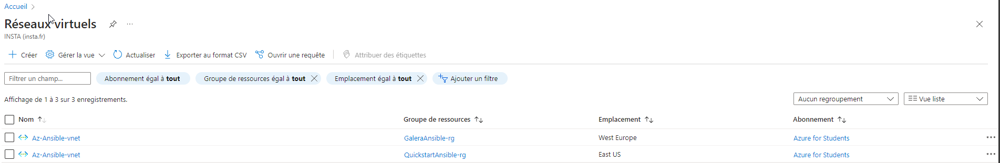 Accueil >
Réseaux virtuels
INSTA (insta.fr)
Créer Gérer la vue Actualiser Exporter au format CSV Ouvrir une requête Attribuer des étiquettes
Filtrer un champ... Abonnement égal à tout Groupe de ressources égal à tout Emplacement égal à tout Ajouter un filtre
Affichage de 1 à 3 sur 3 enregistrements. Aucun regroupement Vue liste
Nom Groupe de ressources Emplacement Abonnement
Az-Ansible-vnet GaleraAnsible-rg West Europe Azure for Students
Az-Ansible-vnet QuickstartAnsible-rg East US Azure for Students